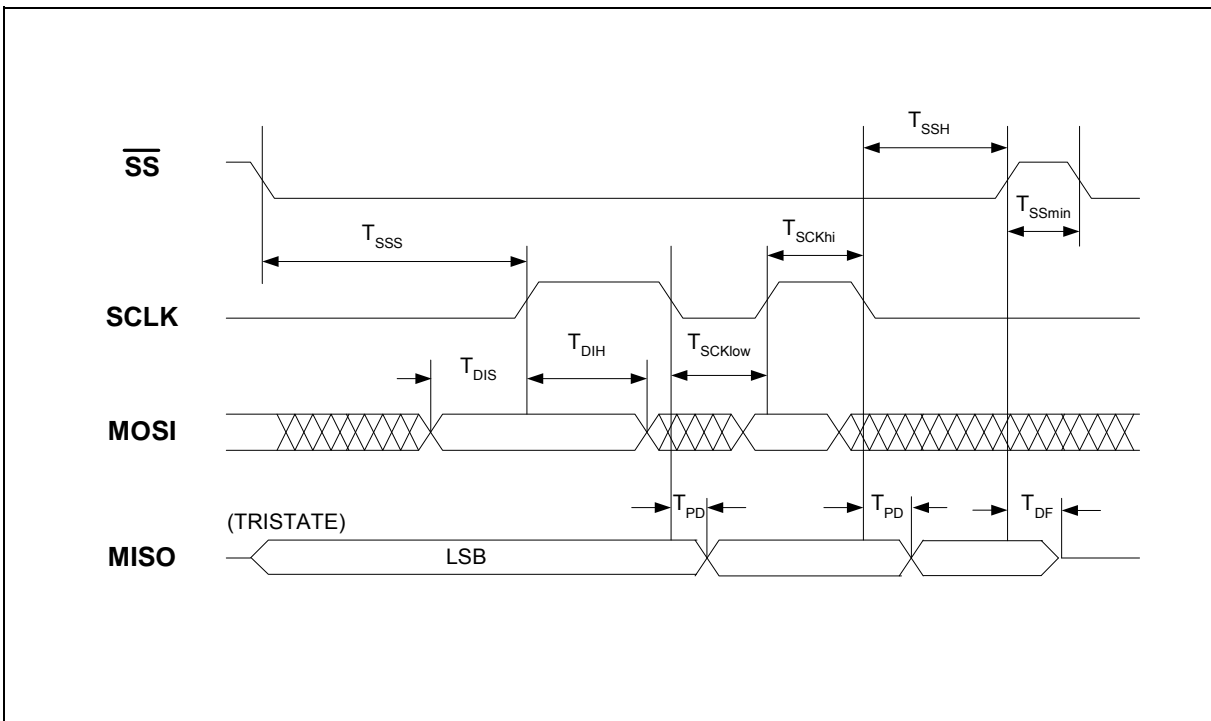 T_SSH
SS
T_SSmin
T_SSS
T_SCKhi
SCLK
T_DIH
T_SCKlow
T_DIS
MOSI
T_PD
T_PD
T_DF
(TRISTATE)
MISO
LSB